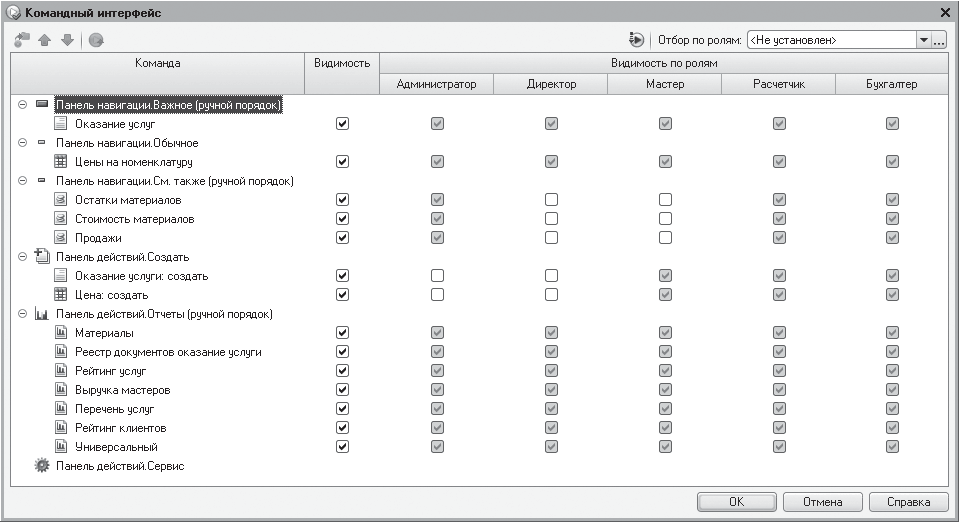 Командный интерфейс
Отбор по ролям: <Не установлен>
Команда Видимость Видимость по ролям
Администратор Директор Мастер Расчетчик Бухгалтер
Панель навигации.Важное (ручной порядок)
Оказание услуг
Панель навигации.Обычное
Цены на номенклатуру
Панель навигации.См. также (ручной порядок)
Остатки материалов
Стоимость материалов
Продажи
Панель действий.Создать
Оказание услуги: создать
Цена: создать
Панель действий.Отчеты (ручной порядок)
Материалы
Реестр документов оказание услуги
Рейтинг услуг
Выручка мастеров
Перечень услуг
Рейтинг клиентов
Универсальный
Панель действий.Сервис
OK Отмена Справка